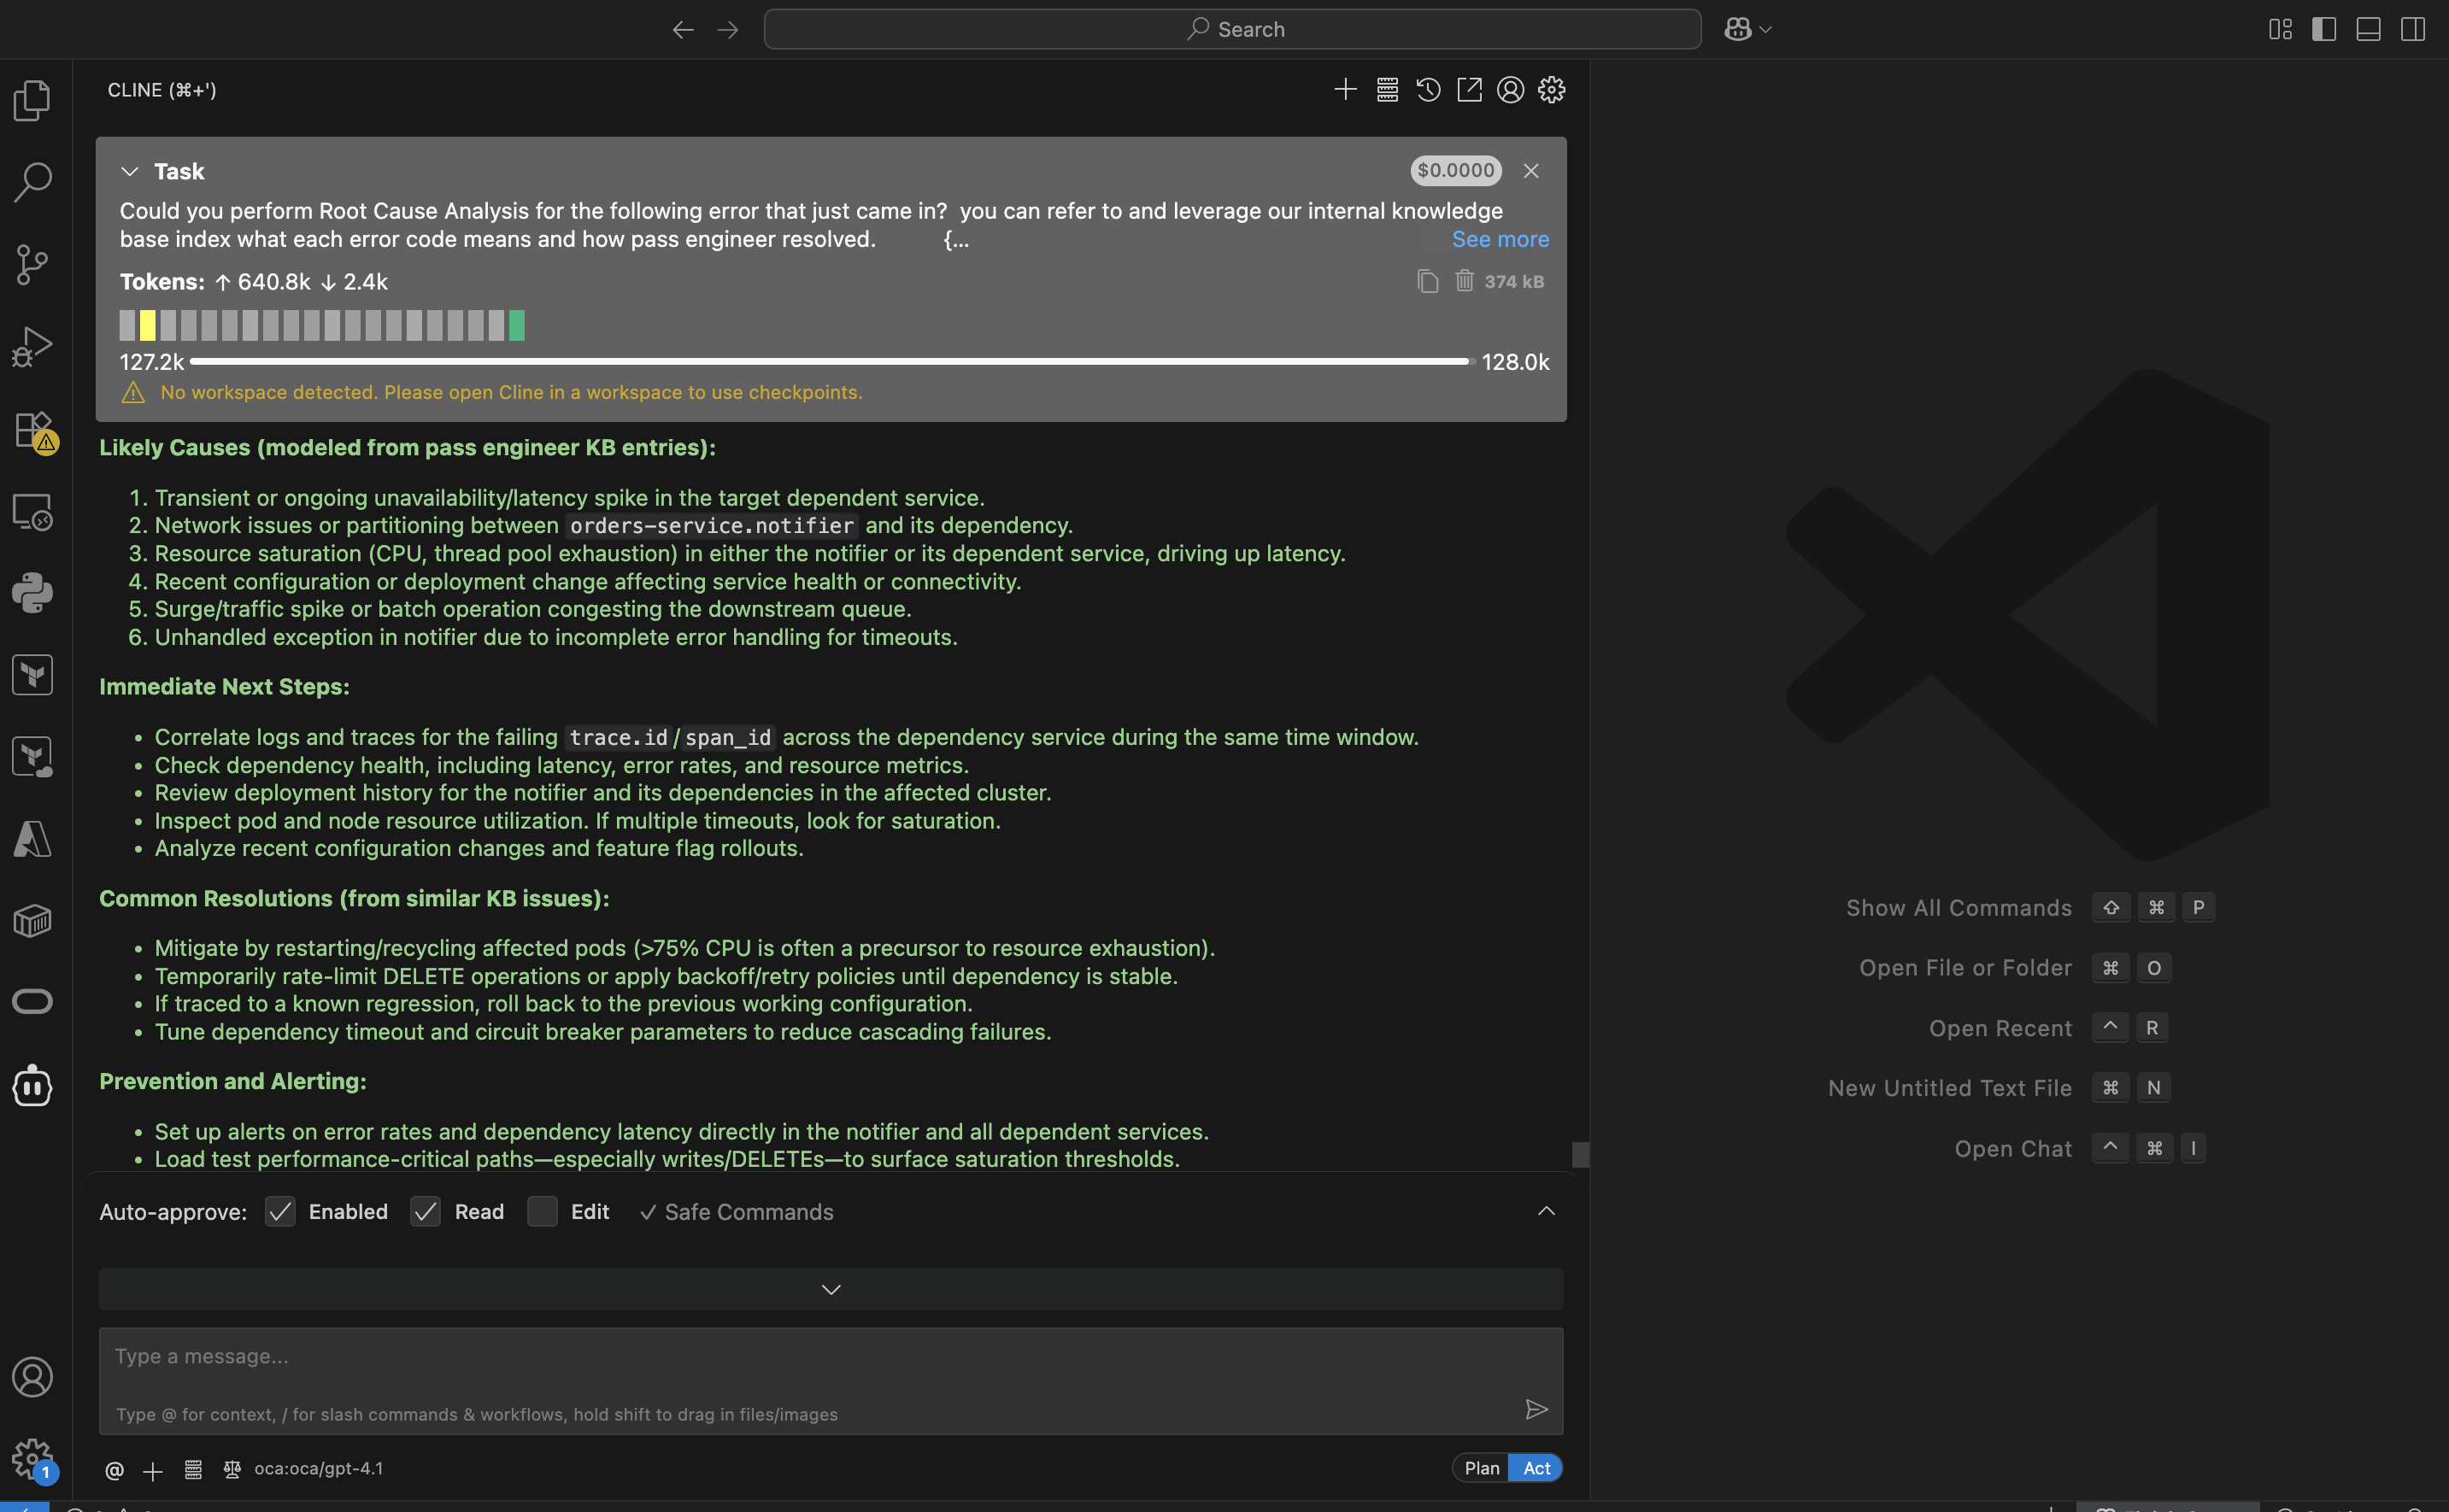 Search
CLINE (⌘+')
Task
$0.0000
Could you perform Root Cause Analysis for the following error that just came in?  you can refer to and leverage our internal knowledge
base index what each error code means and how pass engineer resolved.          {...
See more
Tokens: ↑ 640.8k ↓ 2.4k
374 kB
127.2k
128.0k
No workspace detected. Please open Cline in a workspace to use checkpoints.
Likely Causes (modeled from pass engineer KB entries):
1. Transient or ongoing unavailability/latency spike in the target dependent service.
2. Network issues or partitioning between orders-service.notifier and its dependency.
3. Resource saturation (CPU, thread pool exhaustion) in either the notifier or its dependent service, driving up latency.
4. Recent configuration or deployment change affecting service health or connectivity.
5. Surge/traffic spike or batch operation congesting the downstream queue.
6. Unhandled exception in notifier due to incomplete error handling for timeouts.
Immediate Next Steps:
• Correlate logs and traces for the failing trace.id/span_id across the dependency service during the same time window.
• Check dependency health, including latency, error rates, and resource metrics.
• Review deployment history for the notifier and its dependencies in the affected cluster.
• Inspect pod and node resource utilization. If multiple timeouts, look for saturation.
• Analyze recent configuration changes and feature flag rollouts.
Common Resolutions (from similar KB issues):
• Mitigate by restarting/recycling affected pods (>75% CPU is often a precursor to resource exhaustion).
• Temporarily rate-limit DELETE operations or apply backoff/retry policies until dependency is stable.
• If traced to a known regression, roll back to the previous working configuration.
• Tune dependency timeout and circuit breaker parameters to reduce cascading failures.
Prevention and Alerting:
• Set up alerts on error rates and dependency latency directly in the notifier and all dependent services.
• Load test performance-critical paths—especially writes/DELETEs—to surface saturation thresholds.
Auto-approve: Enabled Read Edit ✓ Safe Commands
Type a message...
Type @ for context, / for slash commands & workflows, hold shift to drag in files/images
@ oca:oca/gpt-4.1
Plan Act
1
Show All Commands ⇧ ⌘ P
Open File or Folder ⌘ O
Open Recent ^ R
New Untitled Text File ⌘ N
Open Chat ^ ⌘ I